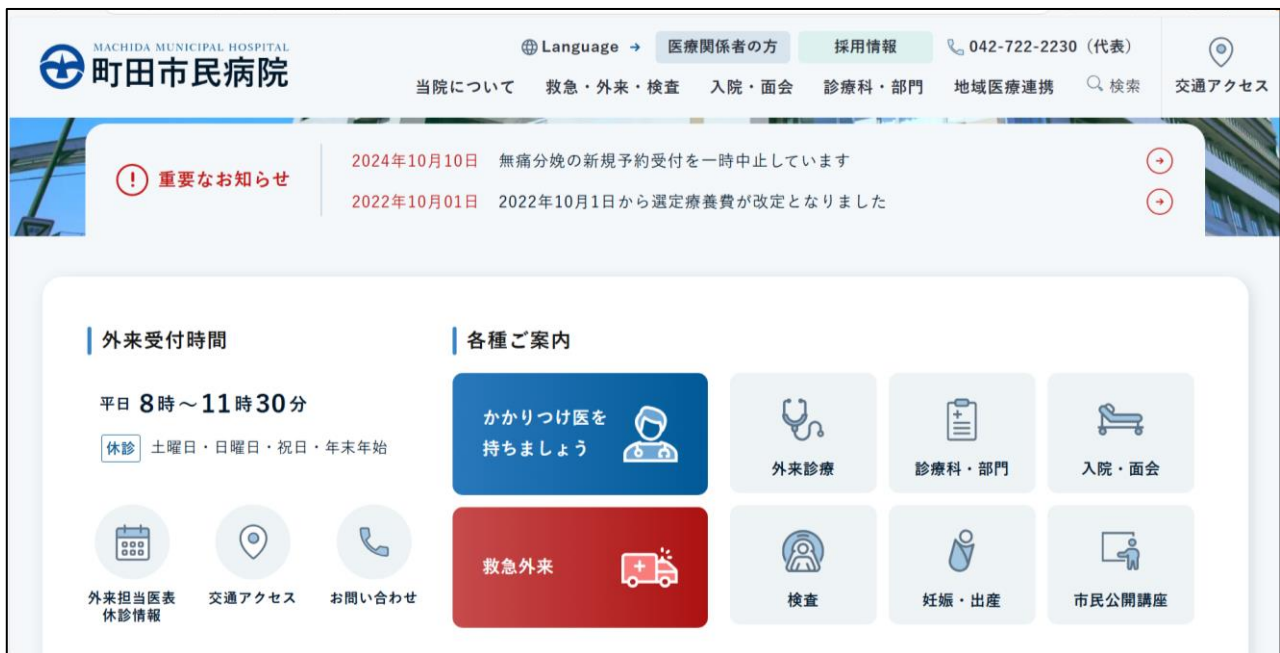 MACHIDA MUNICIPAL HOSPITAL
町田市民病院
Language → 医療関係者の方 採用情報 042-722-2230（代表）
当院について 救急・外来・検査 入院・面会 診療科・部門 地域医療連携 検索
交通アクセス
重要なお知らせ
2024年10月10日 無痛分娩の新規予約受付を一時中止しています
2022年10月01日 2022年10月1日から選定療養費が改定となりました
外来受付時間
平日 8時～11時30分
休診 土曜日・日曜日・祝日・年末年始
外来担当医表
休診情報
交通アクセス
お問い合わせ
各種ご案内
かかりつけ医を
持ちましょう
外来診療
診療科・部門
入院・面会
救急外来
検査
妊娠・出産
市民公開講座